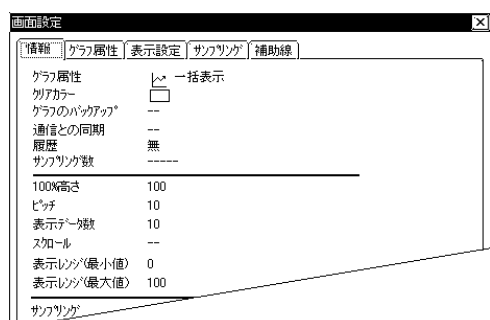 画面設定
情報 グラフ属性 表示設定 サンプリング 補助線
グラフ属性 一括表示
クリアカラー
グラフのバックアップ --
通信との同期 --
履歴 無
サンプリング数 -----
100%高さ 100
ピッチ 10
表示データ数 10
スクロール --
表示レンジ(最小値) 0
表示レンジ(最大値) 100
サンプリング